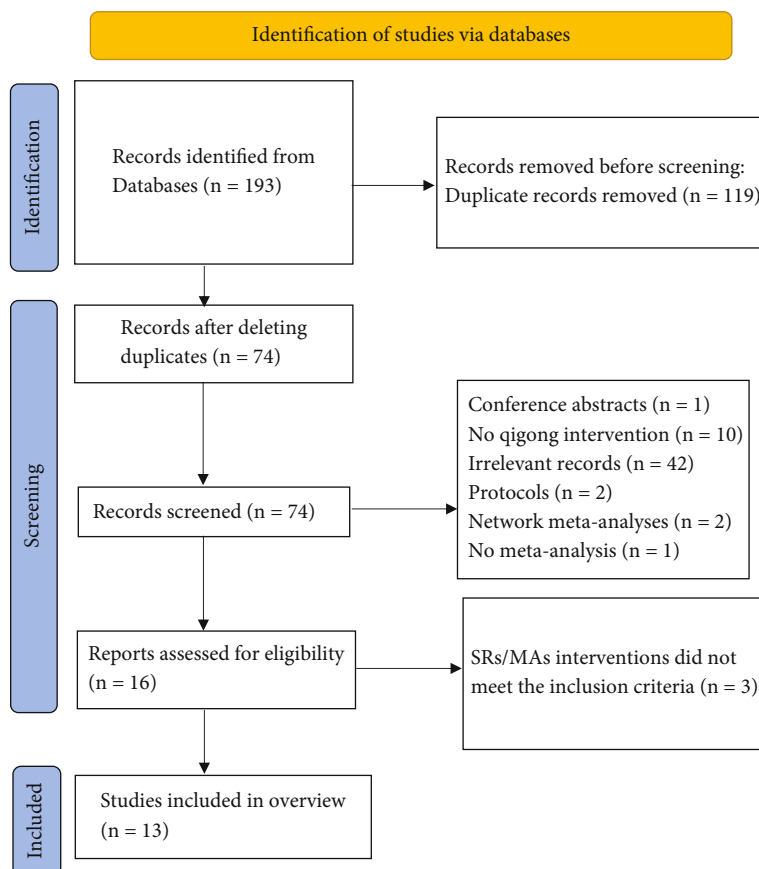 Identification of studies via databases
Identification
Records identified from
Databases (n = 193)
Records removed before screening:
Duplicate records removed (n = 119)
Screening
Records after deleting
duplicates (n = 74)
Records screened (n = 74)
Conference abstracts (n = 1)
No qigong intervention (n = 10)
Irrelevant records (n = 42)
Protocols (n = 2)
Network meta-analyses (n = 2)
No meta-analysis (n = 1)
Reports assessed for eligibility
(n = 16)
SRs/MAs interventions did not
meet the inclusion criteria (n = 3)
Included
Studies included in overview
(n = 13)